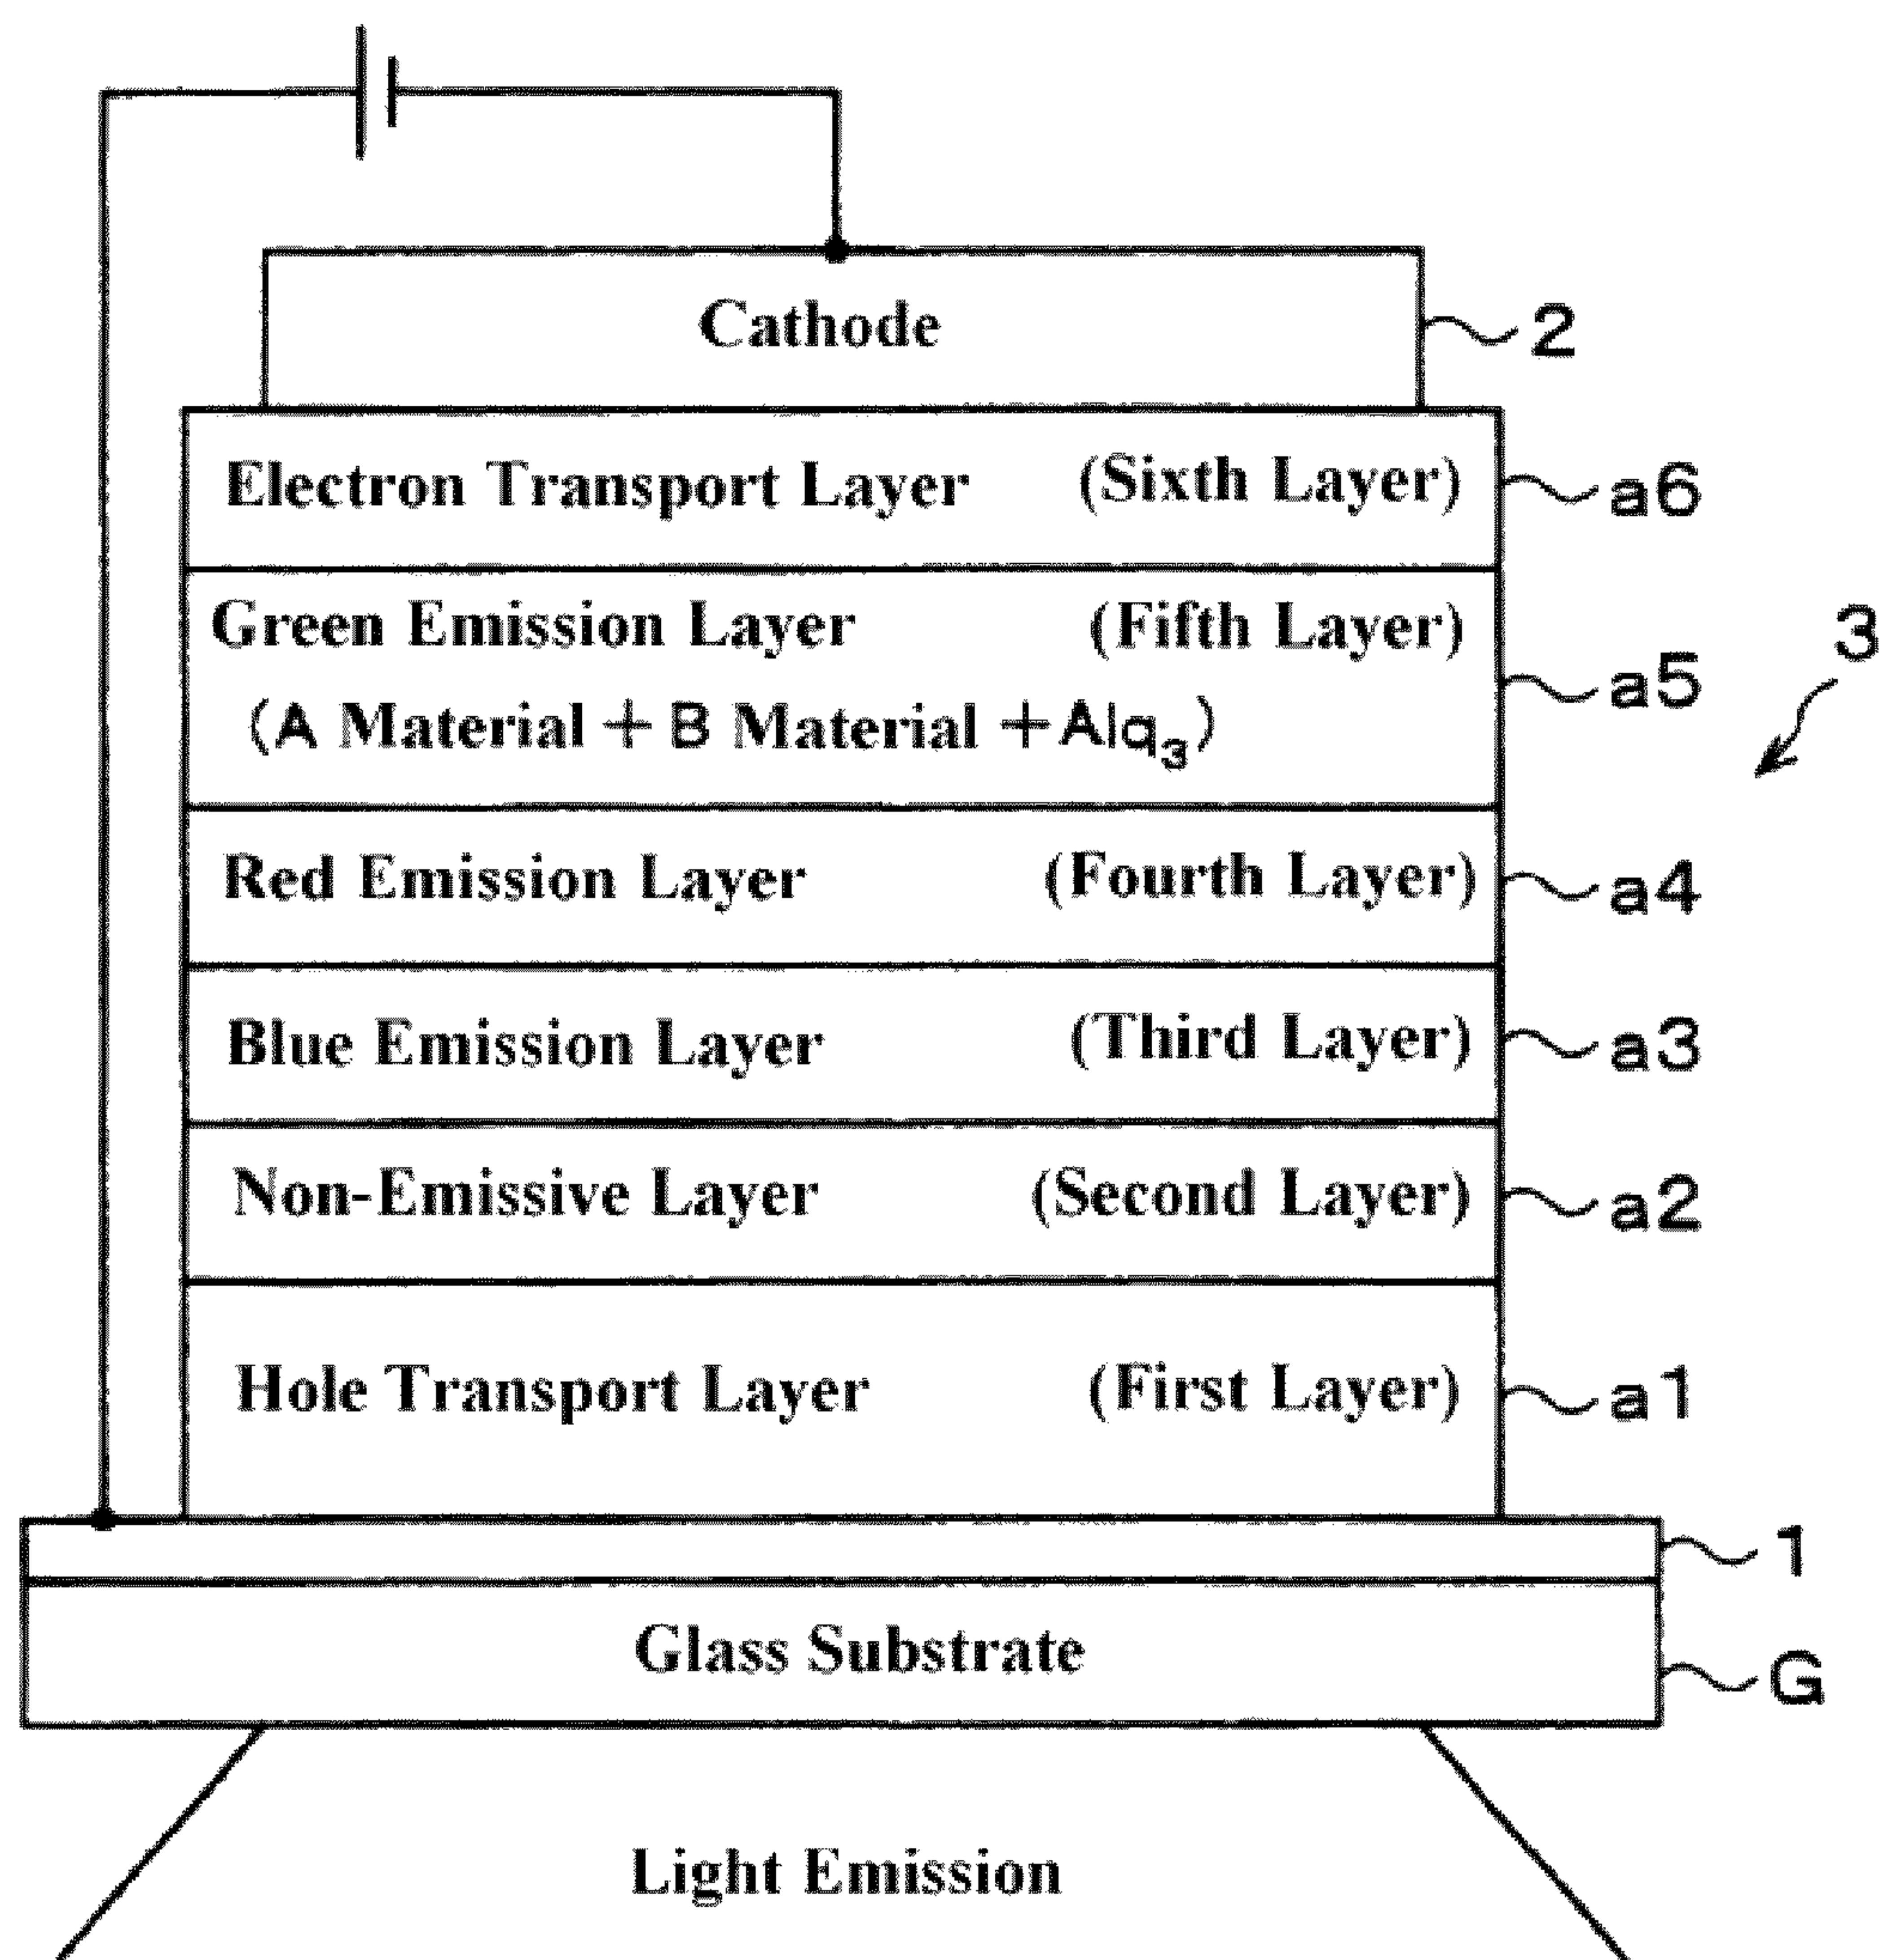 Cathode 2
Electron Transport Layer (Sixth Layer) a6
Green Emission Layer (Fifth Layer)
(A Material + B Material + Alq₃) a5
3
Red Emission Layer (Fourth Layer) a4
Blue Emission Layer (Third Layer) a3
Non-Emissive Layer (Second Layer) a2
Hole Transport Layer (First Layer) a1
1
Glass Substrate G
Light Emission